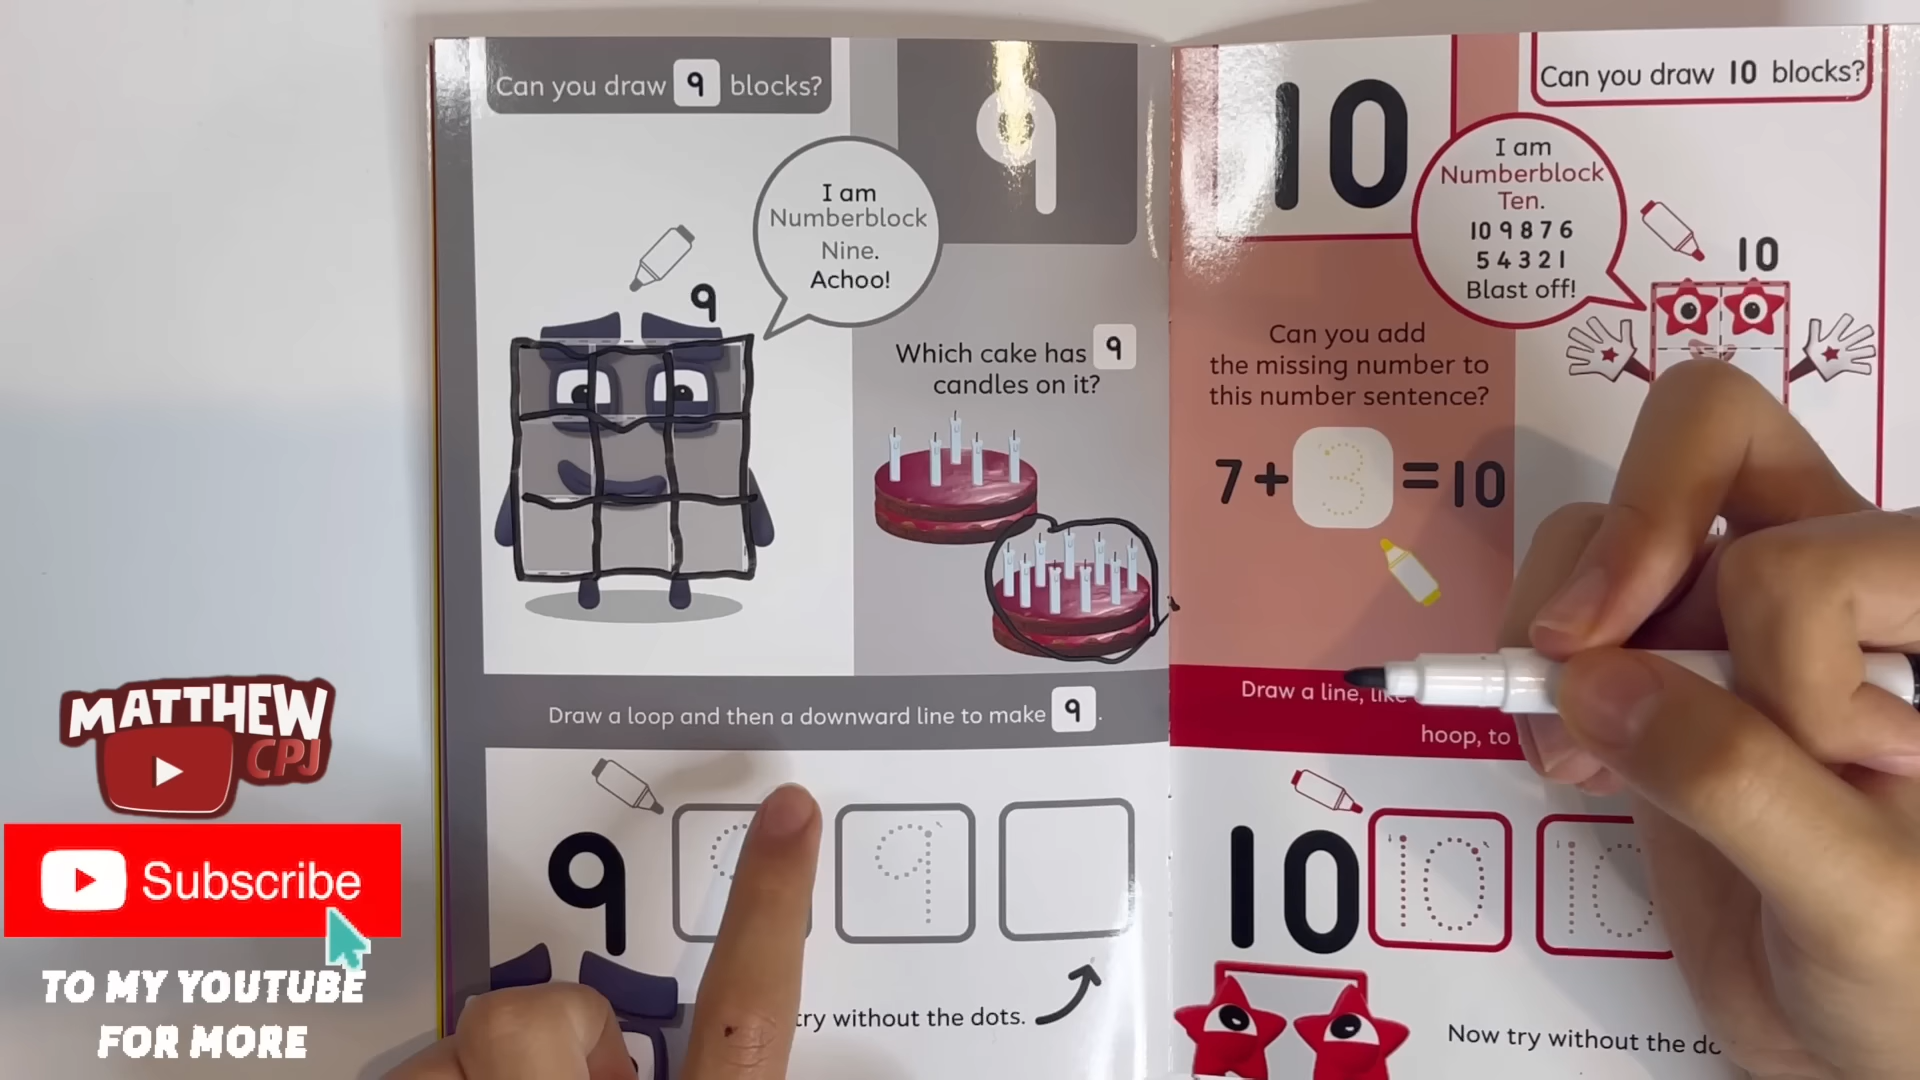 Can you draw 9 blocks?
9
I am
Numberblock
Nine.
Achoo!
9
Which cake has 9
candles on it?
Draw a loop and then a downward line to make 9.
9
9
9
try without the dots.
10
Can you draw 10 blocks?
I am
Numberblock
Ten.
10 9 8 7 6
5 4 3 2 1
Blast off!
10
Can you add
the missing number to
this number sentence?
7 + 3 = 10
Draw a line,
hoop, to
10
10
10
Now try without the
MATTHEW
CPJ
Subscribe
TO MY YOUTUBE
FOR MORE